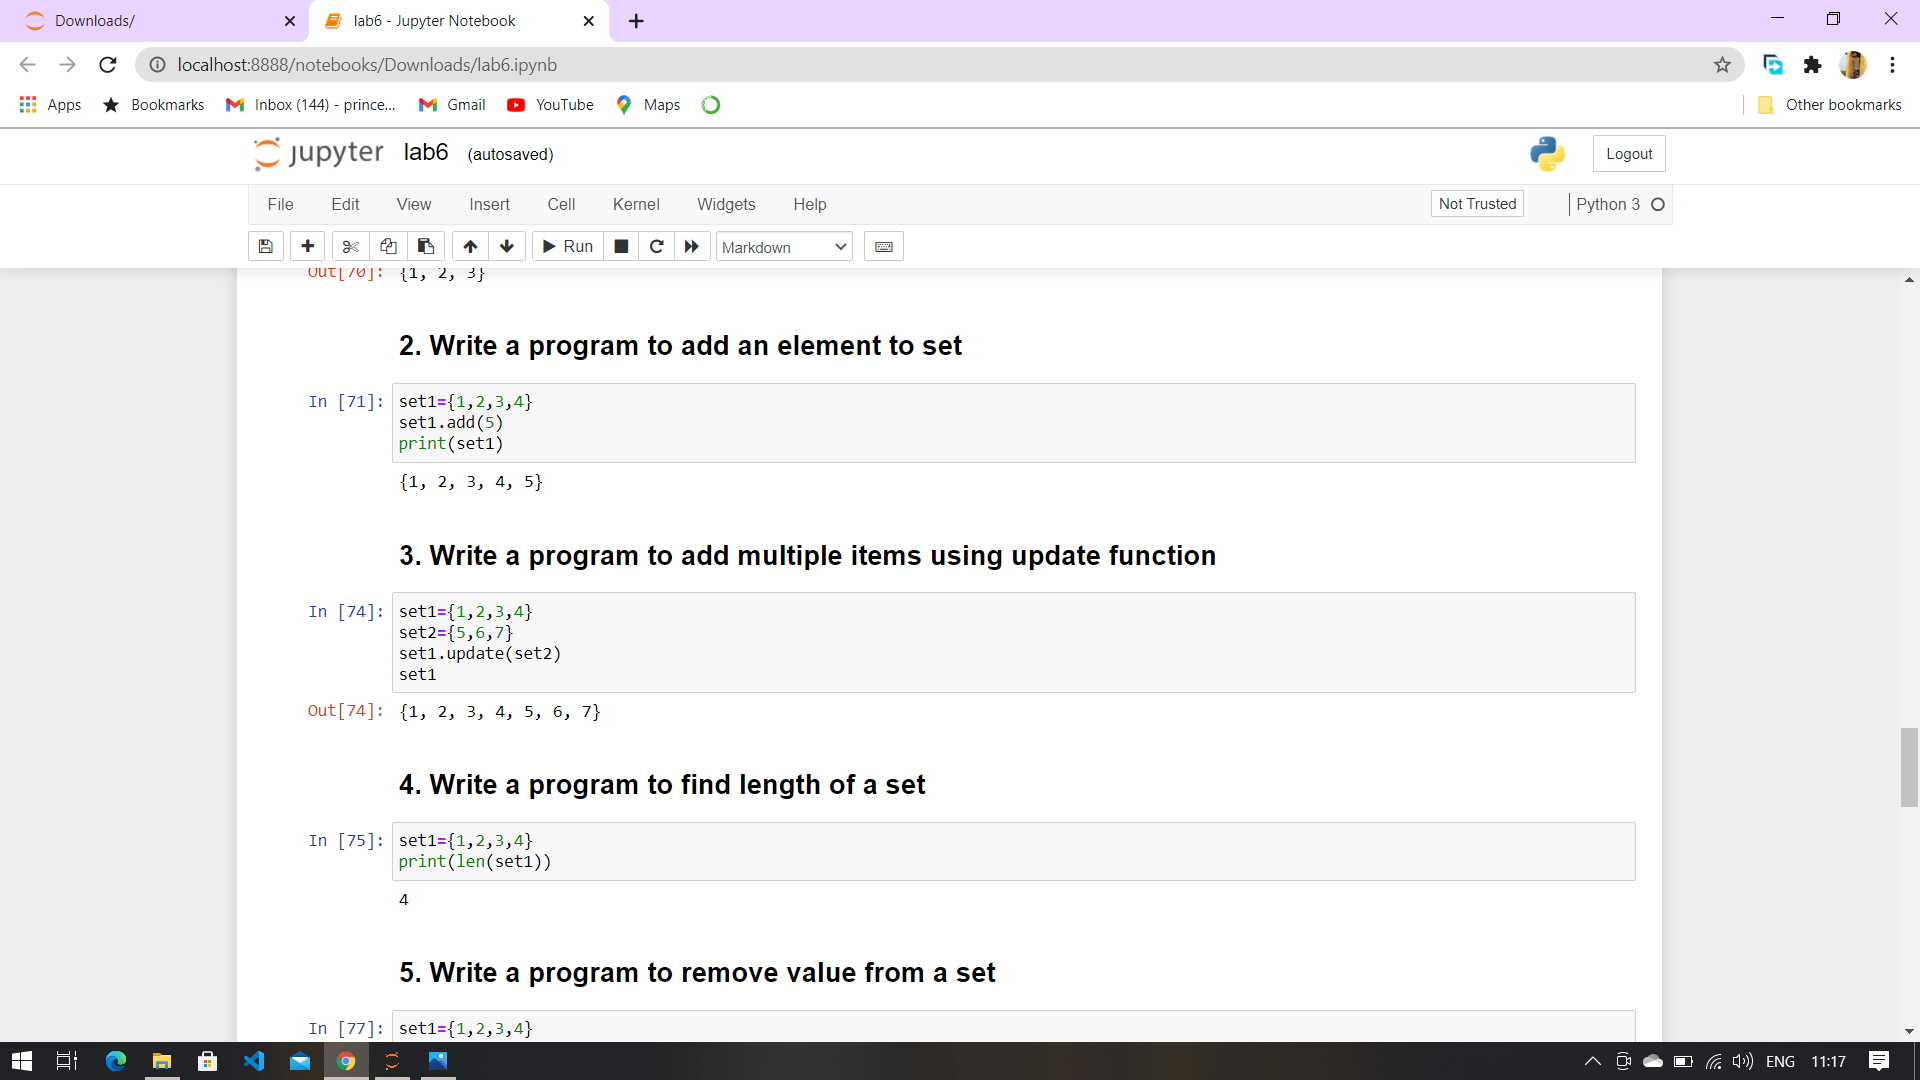 Downloads/
lab6 - Jupyter Notebook
localhost:8888/notebooks/Downloads/lab6.ipynb
Apps
Bookmarks
Inbox (144) - prince...
Gmail
YouTube
Maps
Other bookmarks
jupyter
lab6
(autosaved)
Logout
File Edit View Insert Cell Kernel Widgets Help
Not Trusted
Python 3
Run
Markdown
Out[70]: {1, 2, 3}
2. Write a program to add an element to set
In [71]: set1={1,2,3,4}
set1.add(5)
print(set1)
{1, 2, 3, 4, 5}
3. Write a program to add multiple items using update function
In [74]: set1={1,2,3,4}
set2={5,6,7}
set1.update(set2)
set1
Out[74]: {1, 2, 3, 4, 5, 6, 7}
4. Write a program to find length of a set
In [75]: set1={1,2,3,4}
print(len(set1))
4
5. Write a program to remove value from a set
In [77]: set1={1,2,3,4}
ENG
11:17